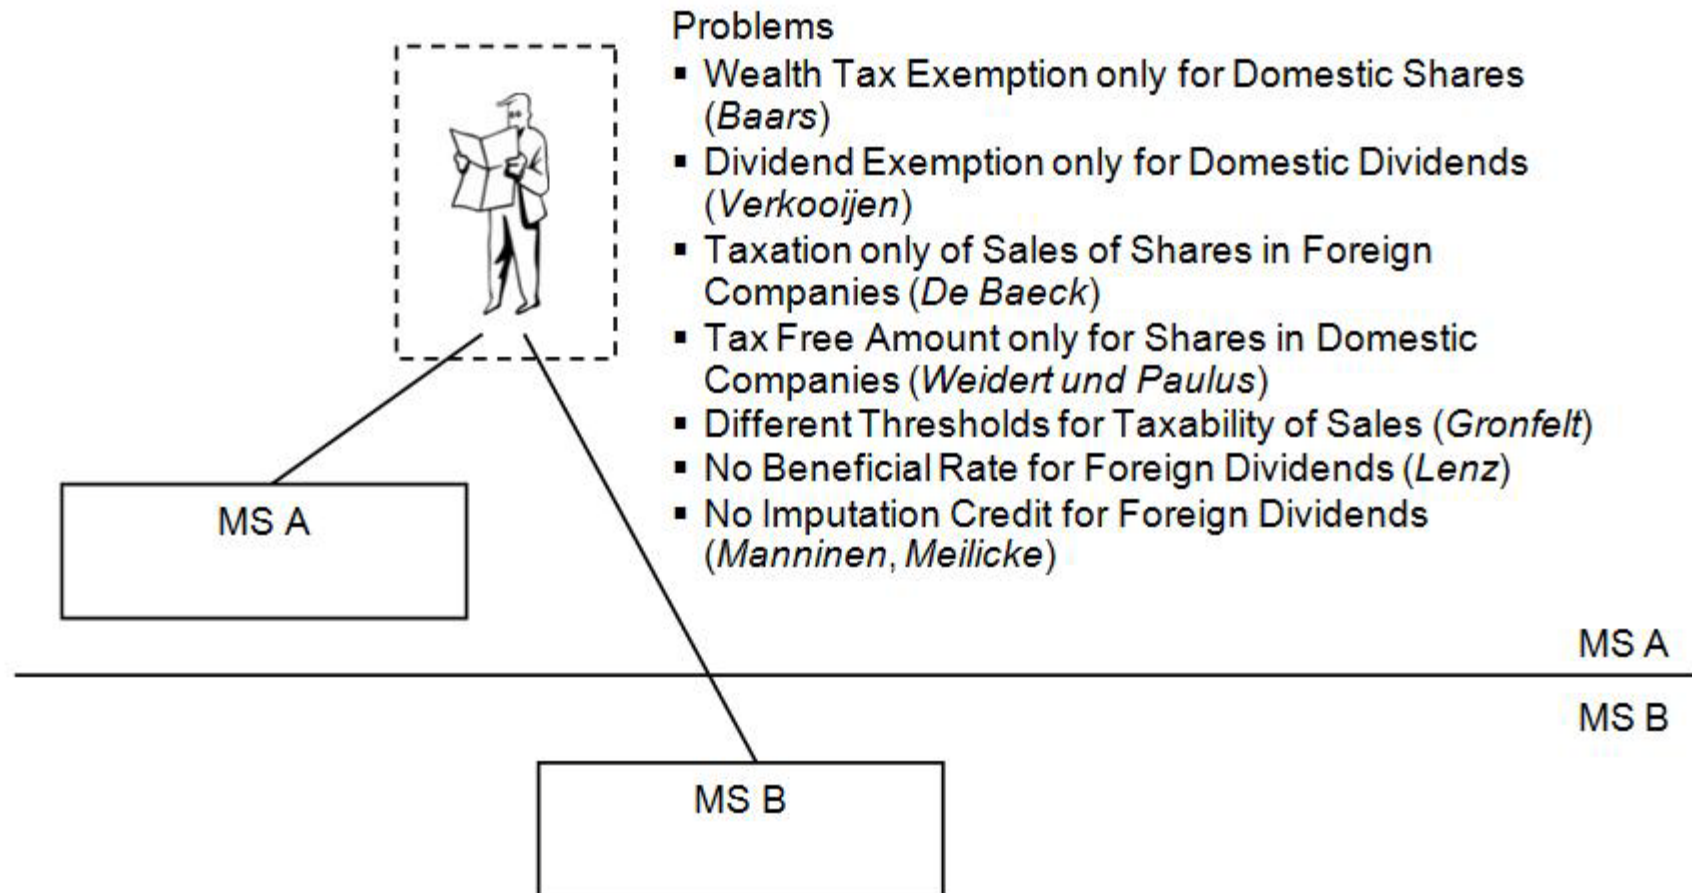 Problems
▪ Wealth Tax Exemption only for Domestic Shares
(Baars)
▪ Dividend Exemption only for Domestic Dividends
(Verkooijen)
▪ Taxation only of Sales of Shares in Foreign
Companies (De Baeck)
▪ Tax Free Amount only for Shares in Domestic
Companies (Weidert und Paulus)
▪ Different Thresholds for Taxability of Sales (Gronfelt)
▪ No Beneficial Rate for Foreign Dividends (Lenz)
▪ No Imputation Credit for Foreign Dividends
(Manninen, Meilicke)
MS A
MS A
MS B
MS B